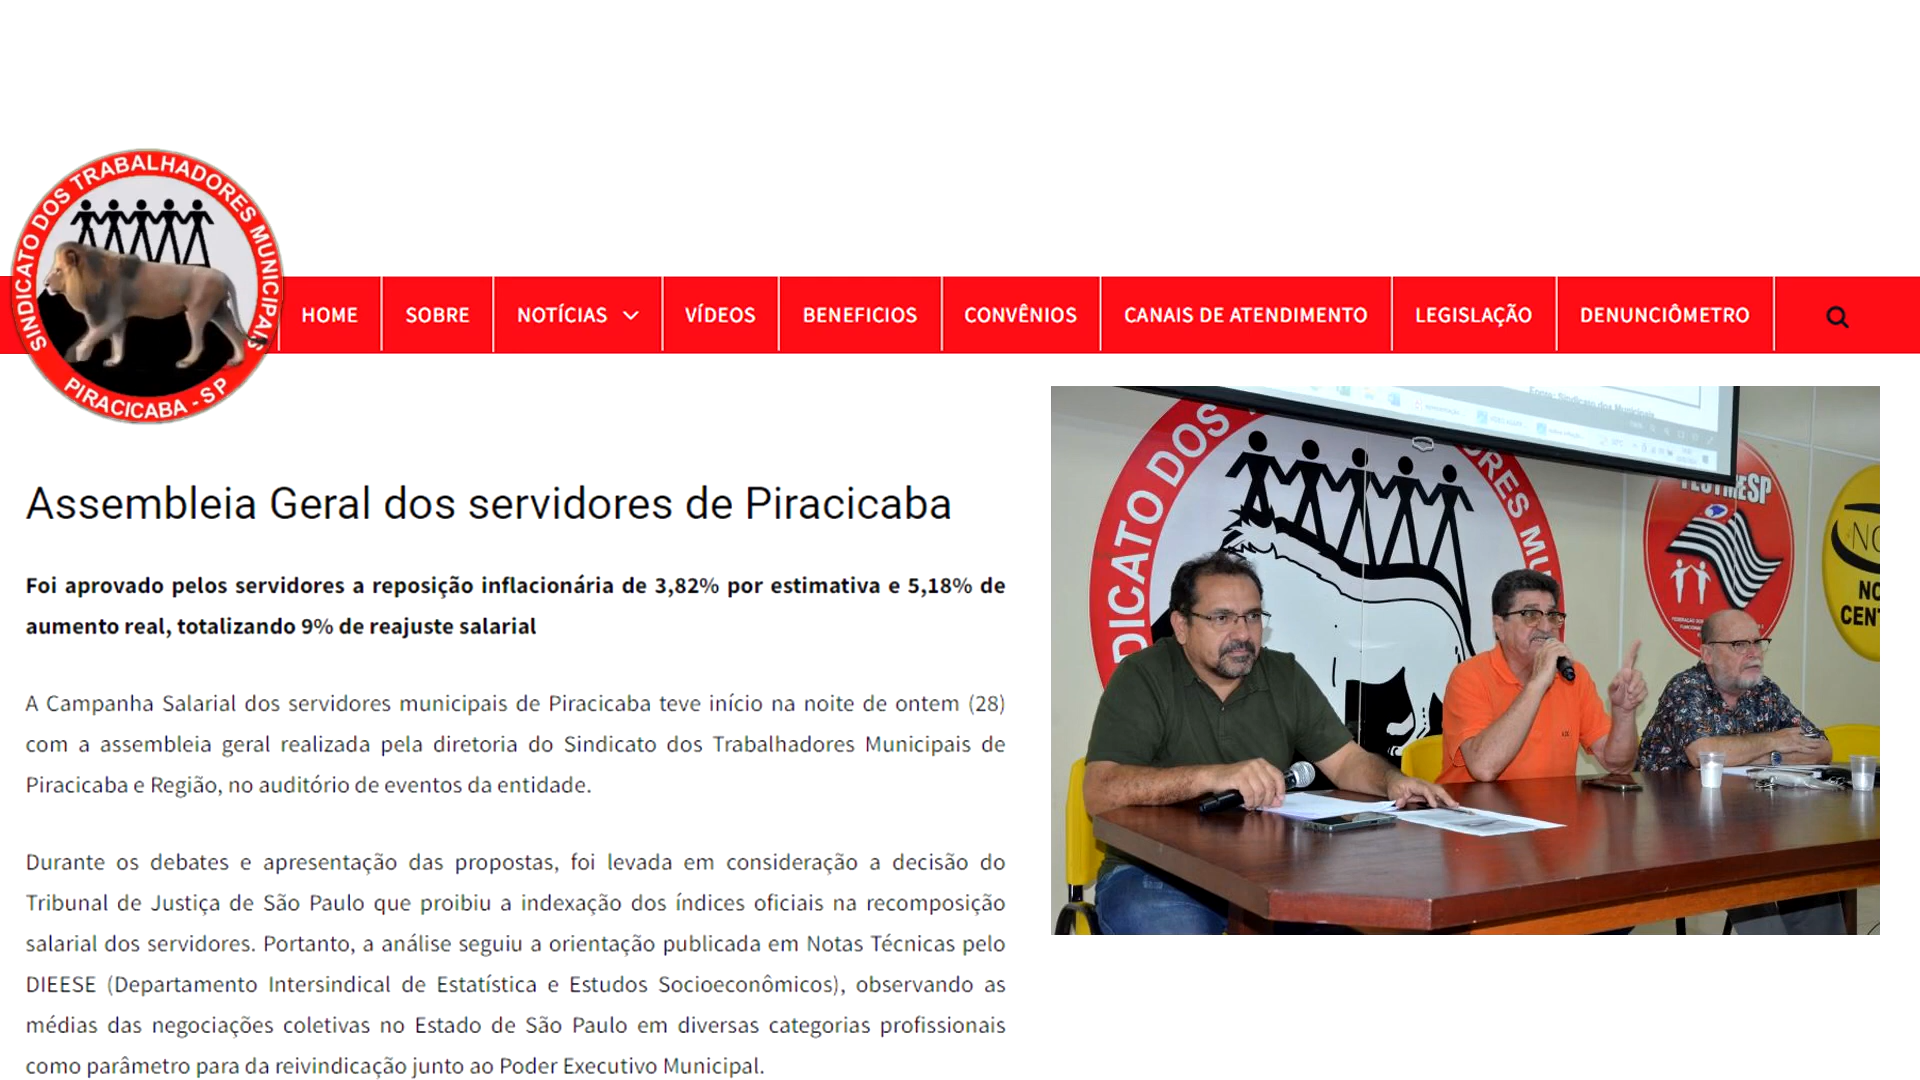 SINDICATO DOS TRABALHADORES MUNICIPAIS
PIRACICABA - SP
HOME
SOBRE
NOTÍCIAS
VÍDEOS
BENEFICIOS
CONVÊNIOS
CANAIS DE ATENDIMENTO
LEGISLAÇÃO
DENUNCIÔMETRO
Assembleia Geral dos servidores de Piracicaba
Foi aprovado pelos servidores a reposição inflacionária de 3,82% por estimativa e 5,18% de
aumento real, totalizando 9% de reajuste salarial
A Campanha Salarial dos servidores municipais de Piracicaba teve início na noite de ontem (28)
com a assembleia geral realizada pela diretoria do Sindicato dos Trabalhadores Municipais de
Piracicaba e Região, no auditório de eventos da entidade.
Durante os debates e apresentação das propostas, foi levada em consideração a decisão do
Tribunal de Justiça de São Paulo que proibiu a indexação dos índices oficiais na recomposição
salarial dos servidores. Portanto, a análise seguiu a orientação publicada em Notas Técnicas pelo
DIEESE (Departamento Intersindical de Estatística e Estudos Socioeconômicos), observando as
médias das negociações coletivas no Estado de São Paulo em diversas categorias profissionais
como parâmetro para da reivindicação junto ao Poder Executivo Municipal.
Fonte: Sindicato dos Municipais
DICATO DOS
ORES MU
NO
CEN